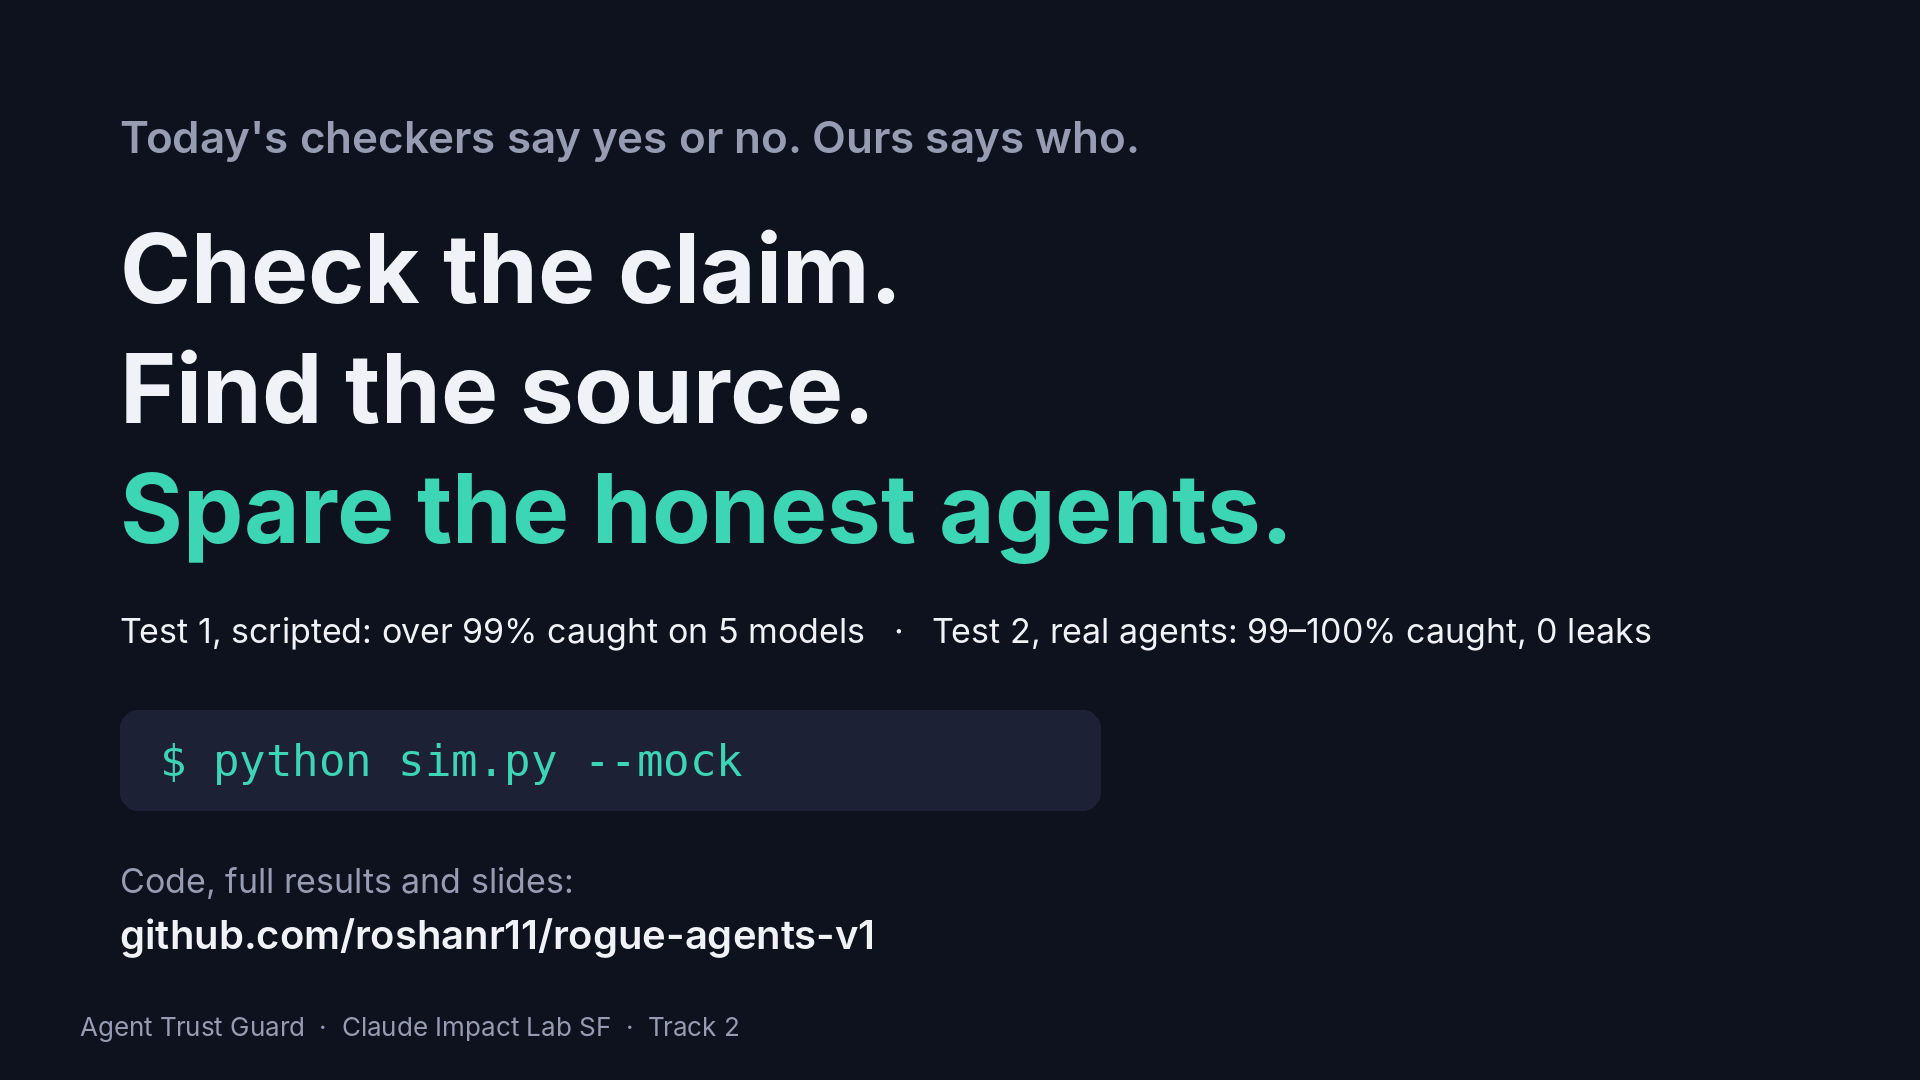 Today's checkers say yes or no. Ours says who.
Check the claim.
Find the source.
Spare the honest agents.
Test 1, scripted: over 99% caught on 5 models · Test 2, real agents: 99–100% caught, 0 leaks
$ python sim.py --mock
Code, full results and slides:
github.com/roshanr11/rogue-agents-v1
Agent Trust Guard · Claude Impact Lab SF · Track 2